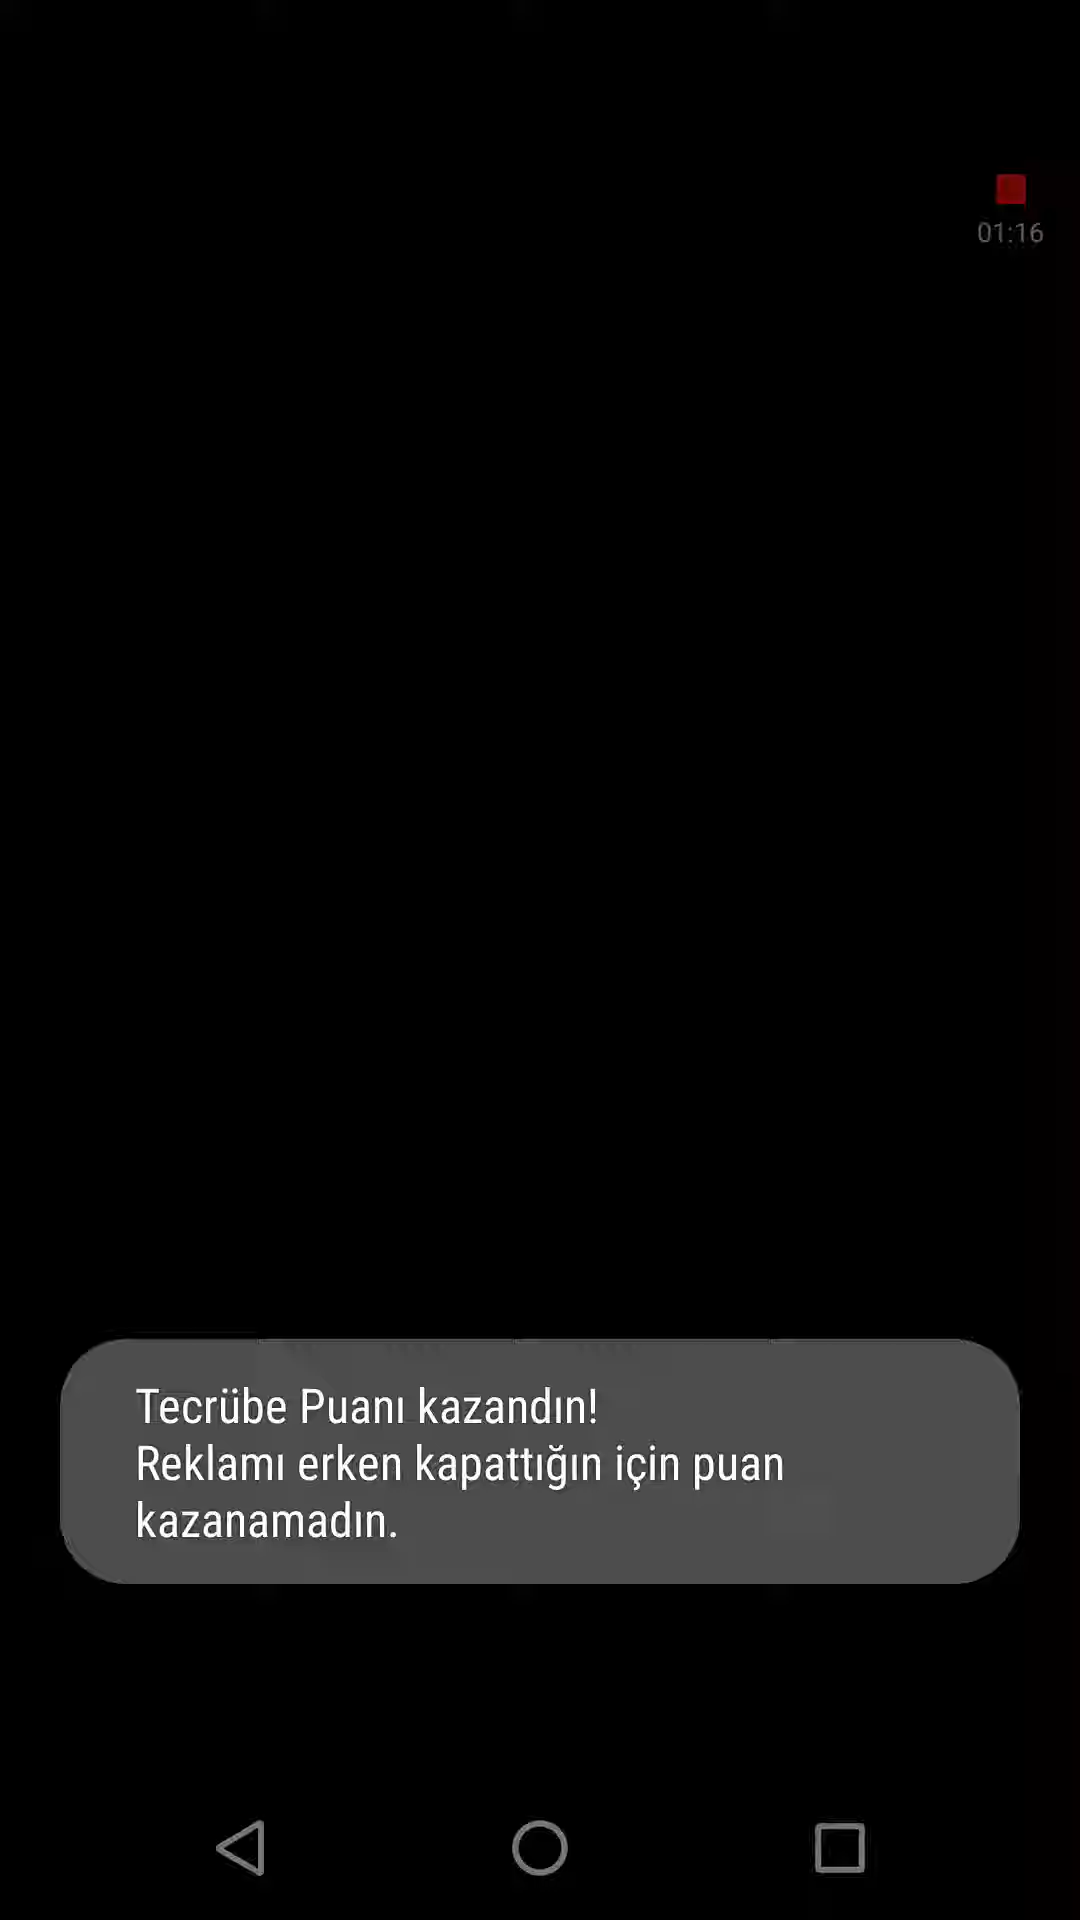 01:16
Tecrübe Puanı kazandın!
Reklamı erken kapattığın için puan
kazanamadın.